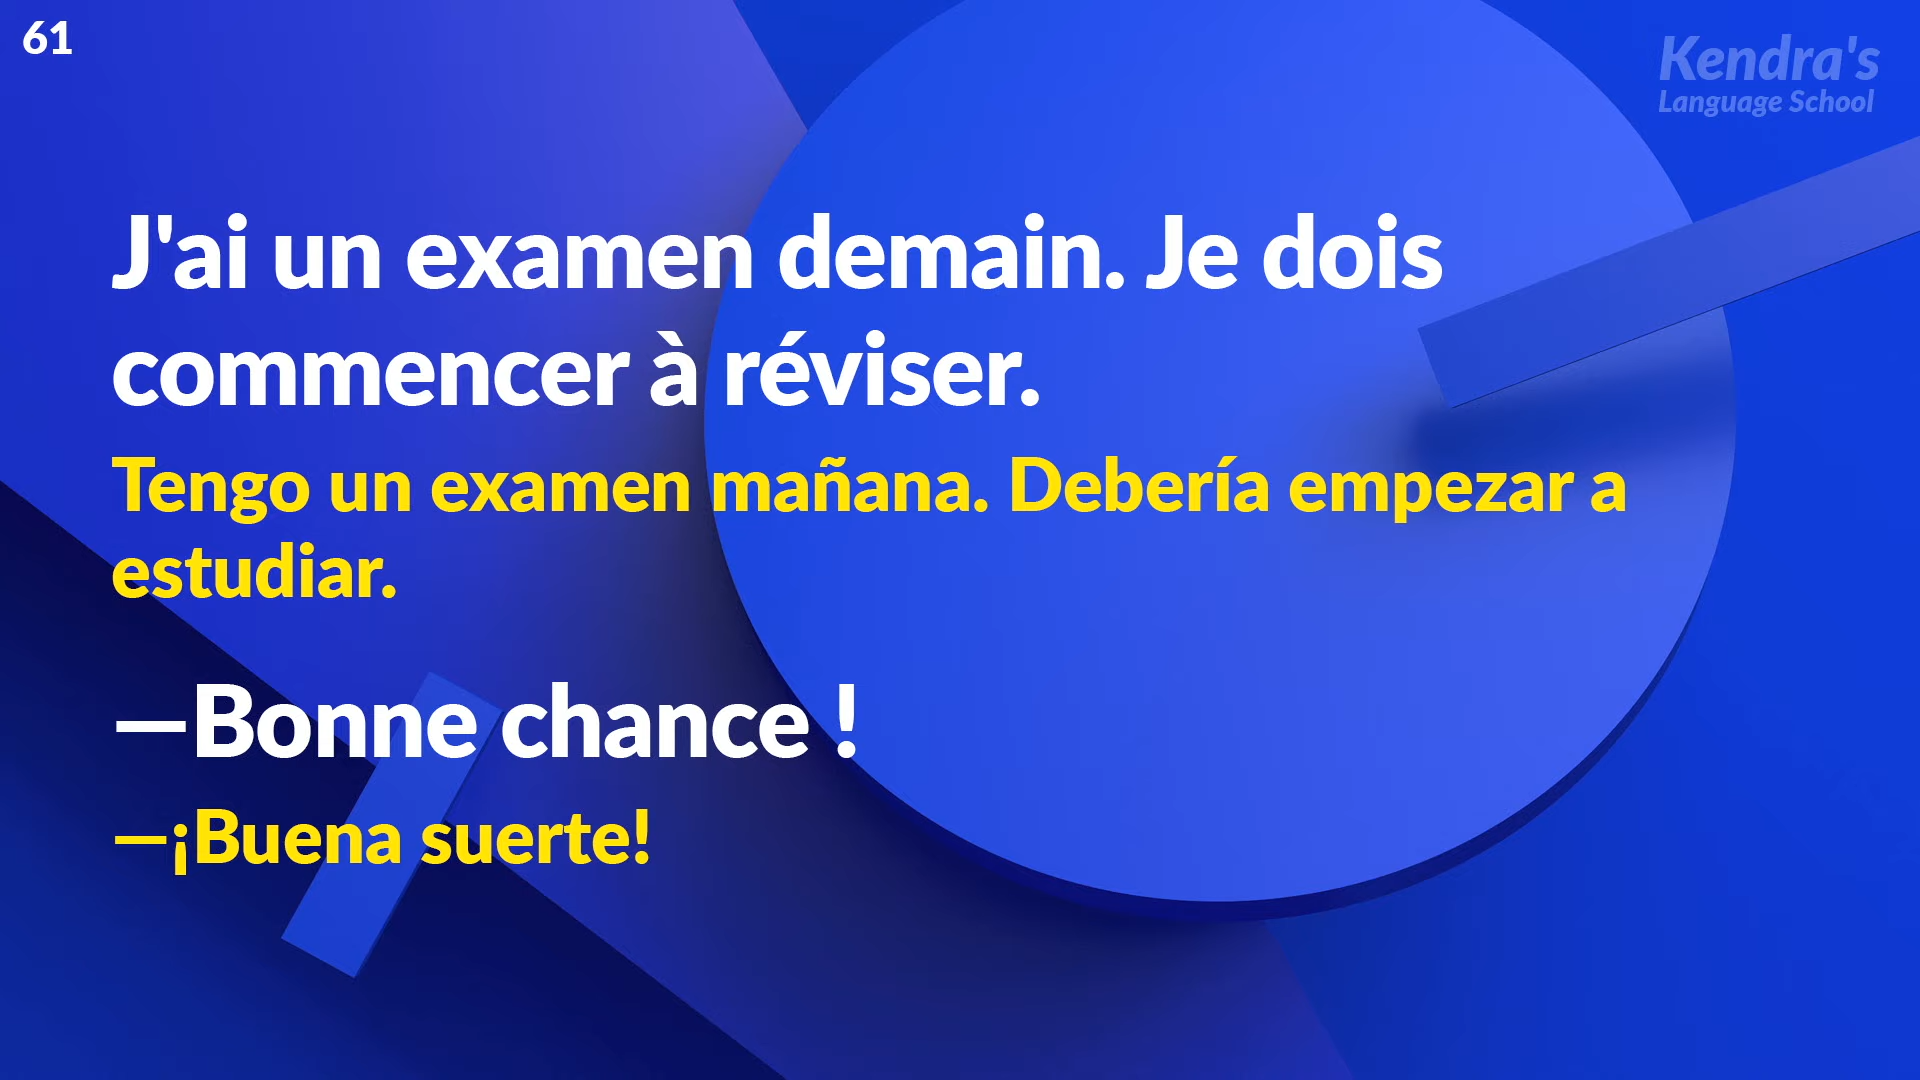 61
Kendra's
Language School
J'ai un examen demain. Je dois
commencer à réviser.
Tengo un examen mañana. Debería empezar a
estudiar.
—Bonne chance !
—¡Buena suerte!